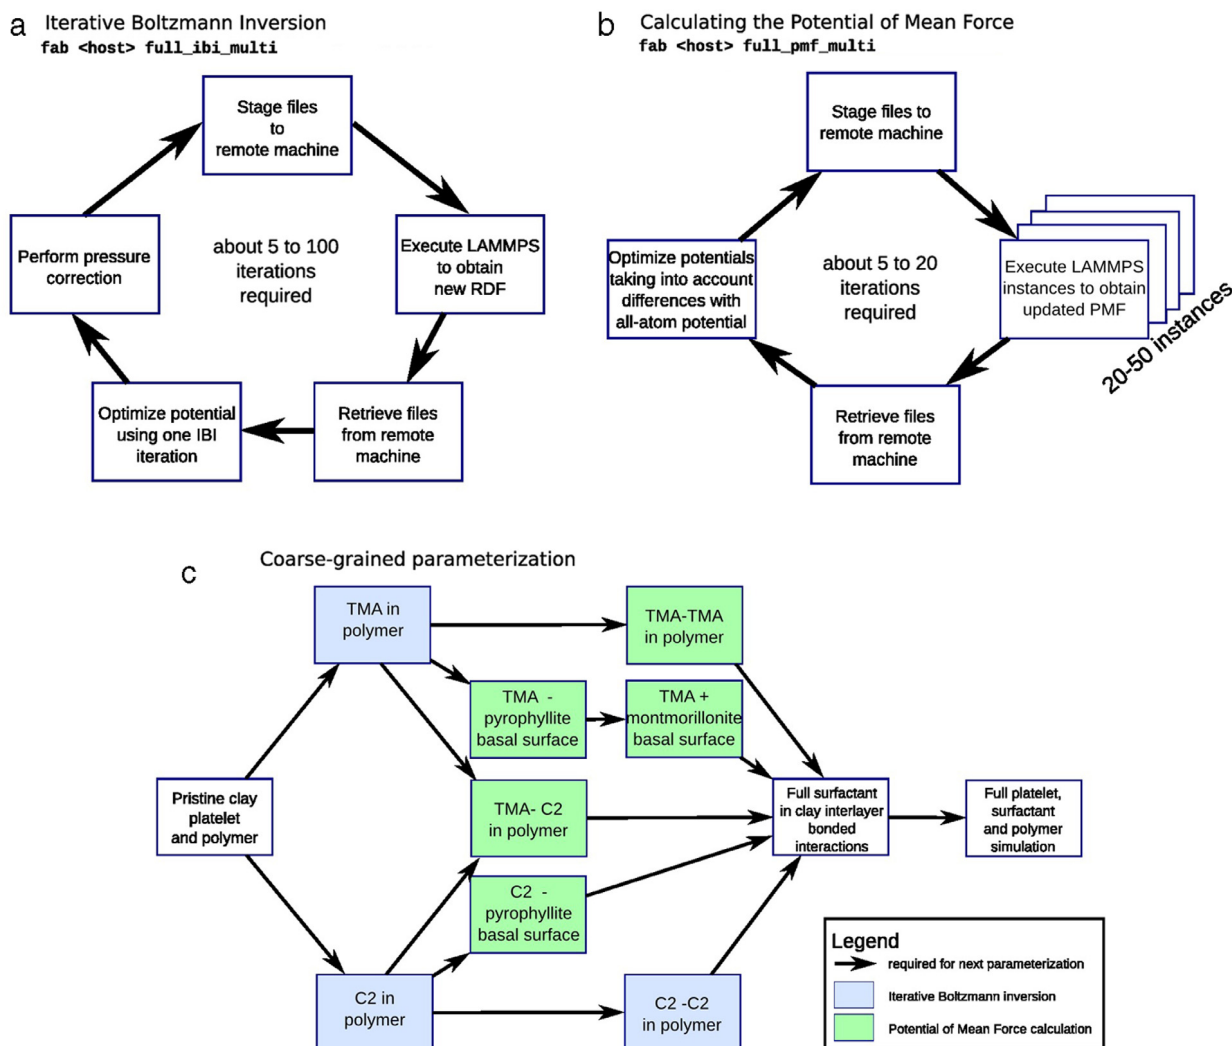 a
Iterative Boltzmann Inversion
fab <host> full_ibi_multi
Stage files
to
remote machine
Perform pressure
correction
about 5 to 100
iterations
required
Execute LAMMPS
to obtain
new RDF
Optimize potential
using one IBI
iteration
Retrieve files
from remote
machine
b
Calculating the Potential of Mean Force
fab <host> full_pmf_multi
Stage files to
remote machine
Optimize potentials
taking into account
differences with
all-atom potential
about 5 to 20
iterations
required
Execute LAMMPS
instances to obtain
updated PMF
20-50 instances
Retrieve files
from remote
machine
c
Coarse-grained parameterization
TMA in
polymer
TMA-TMA
in polymer
TMA -
pyrophyllite
basal surface
TMA +
montmorillonite
basal surface
Pristine clay
platelet
and polymer
TMA- C2
in polymer
Full surfactant
in clay interlayer
bonded
interactions
Full platelet,
surfactant
and polymer
simulation
C2 -
pyrophyllite
basal surface
C2 in
polymer
C2 -C2
in polymer
Legend
required for next parameterization
Iterative Boltzmann inversion
Potential of Mean Force calculation